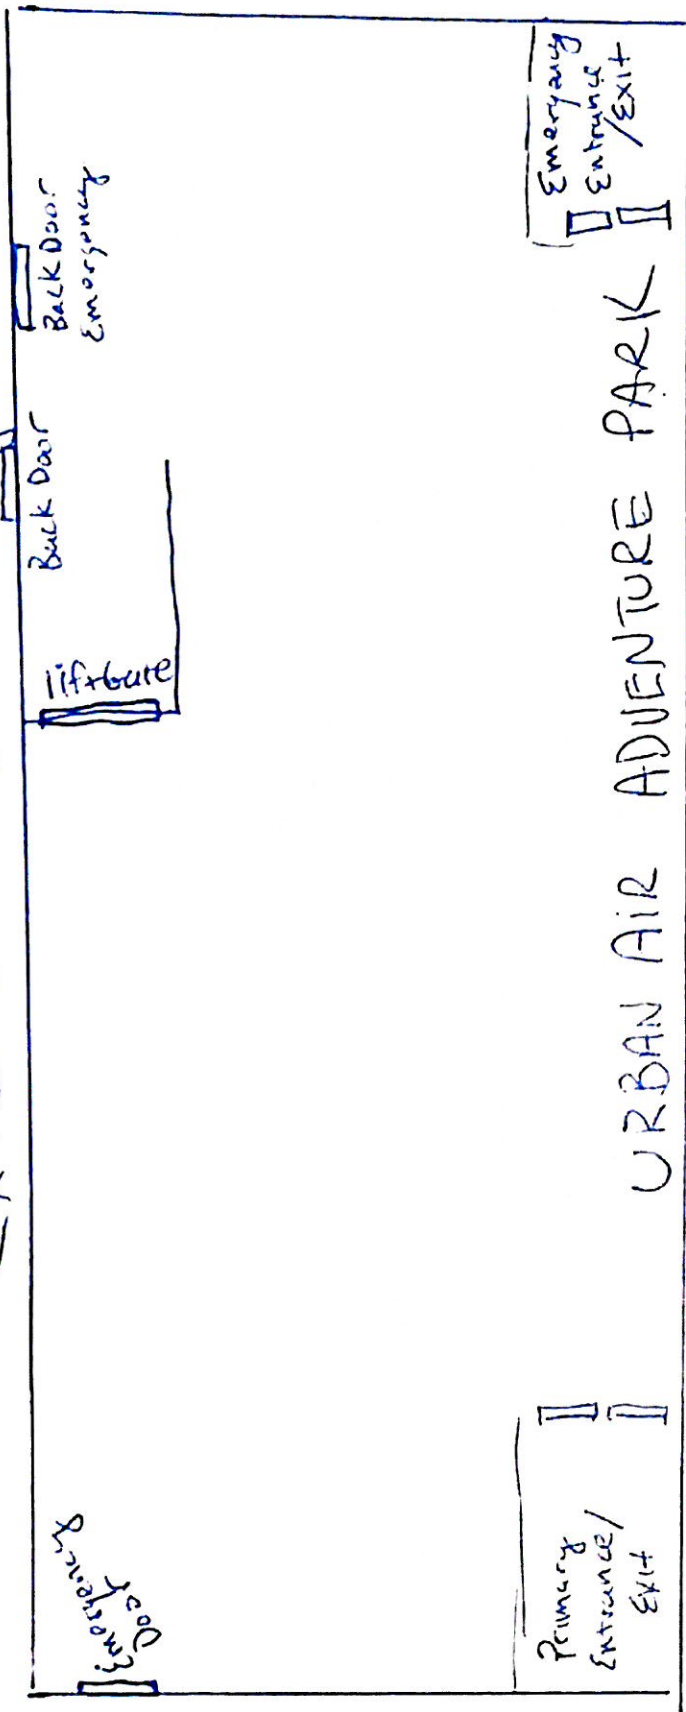 Back Door
Emergency
Back Door
liftGate
Emergency
Door
Emergency
Entrance
/Exit
Primary
Entrance/
Exit
URBAN AIR ADVENTURE PARK